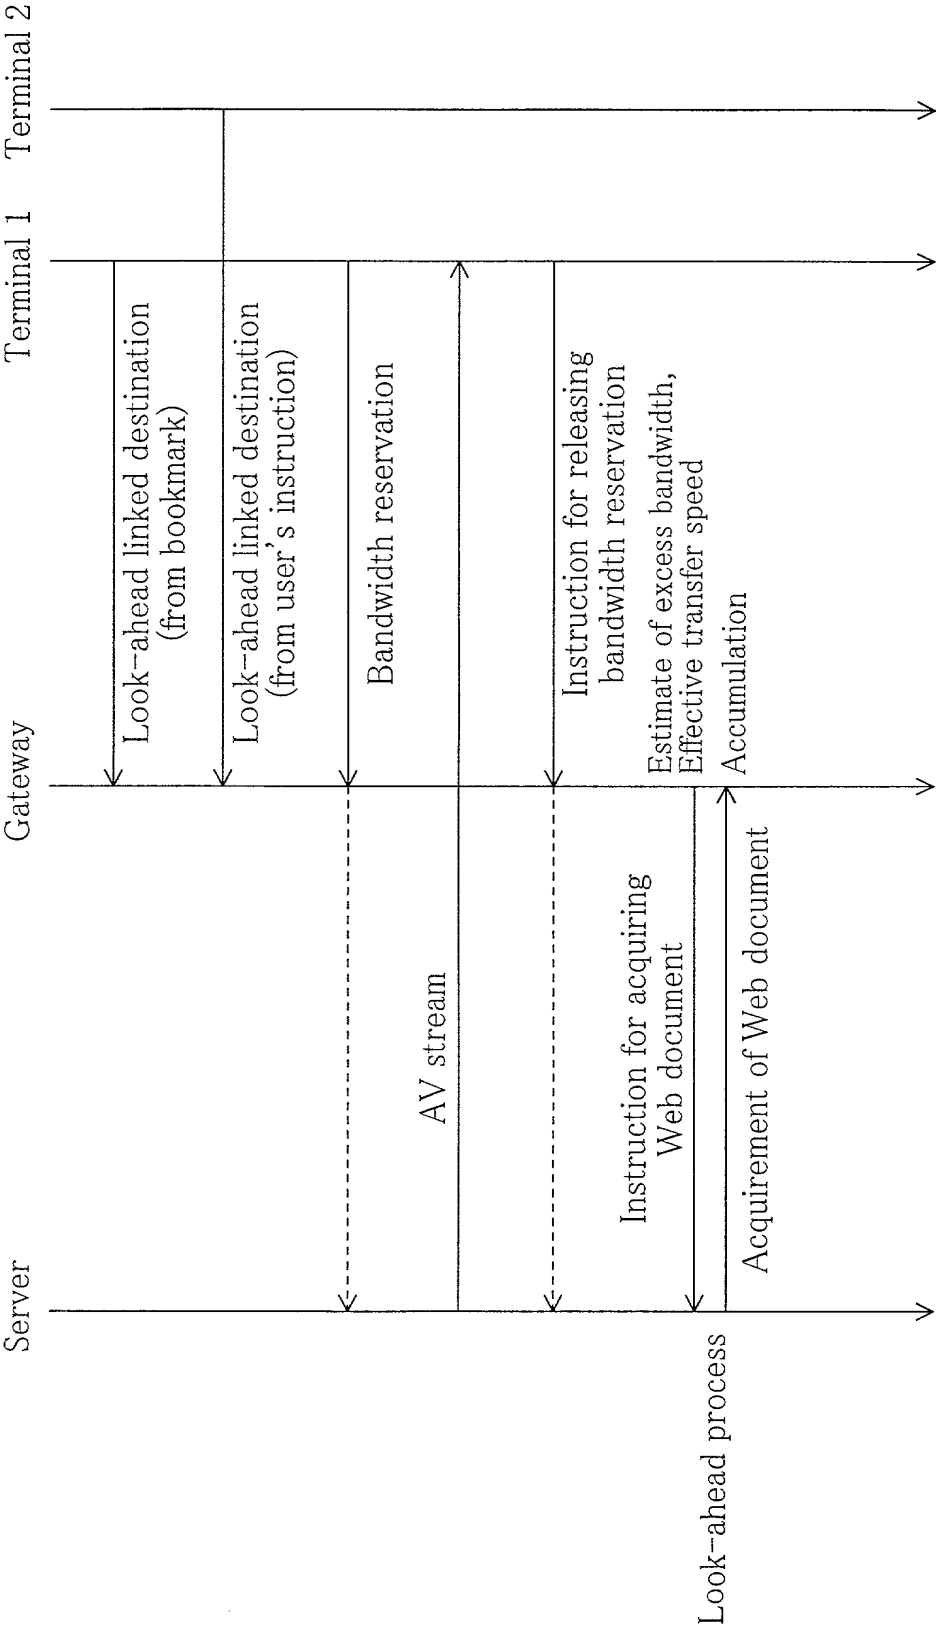 Server
Gateway
Terminal 1
Terminal 2
Look-ahead linked destination
(from bookmark)
Look-ahead linked destination
(from user's instruction)
Bandwidth reservation
AV stream
Instruction for releasing
bandwidth reservation
Estimate of excess bandwidth,
Effective transfer speed
Instruction for acquiring
Web document
Look-ahead process
Accumulation
Acquirement of Web document